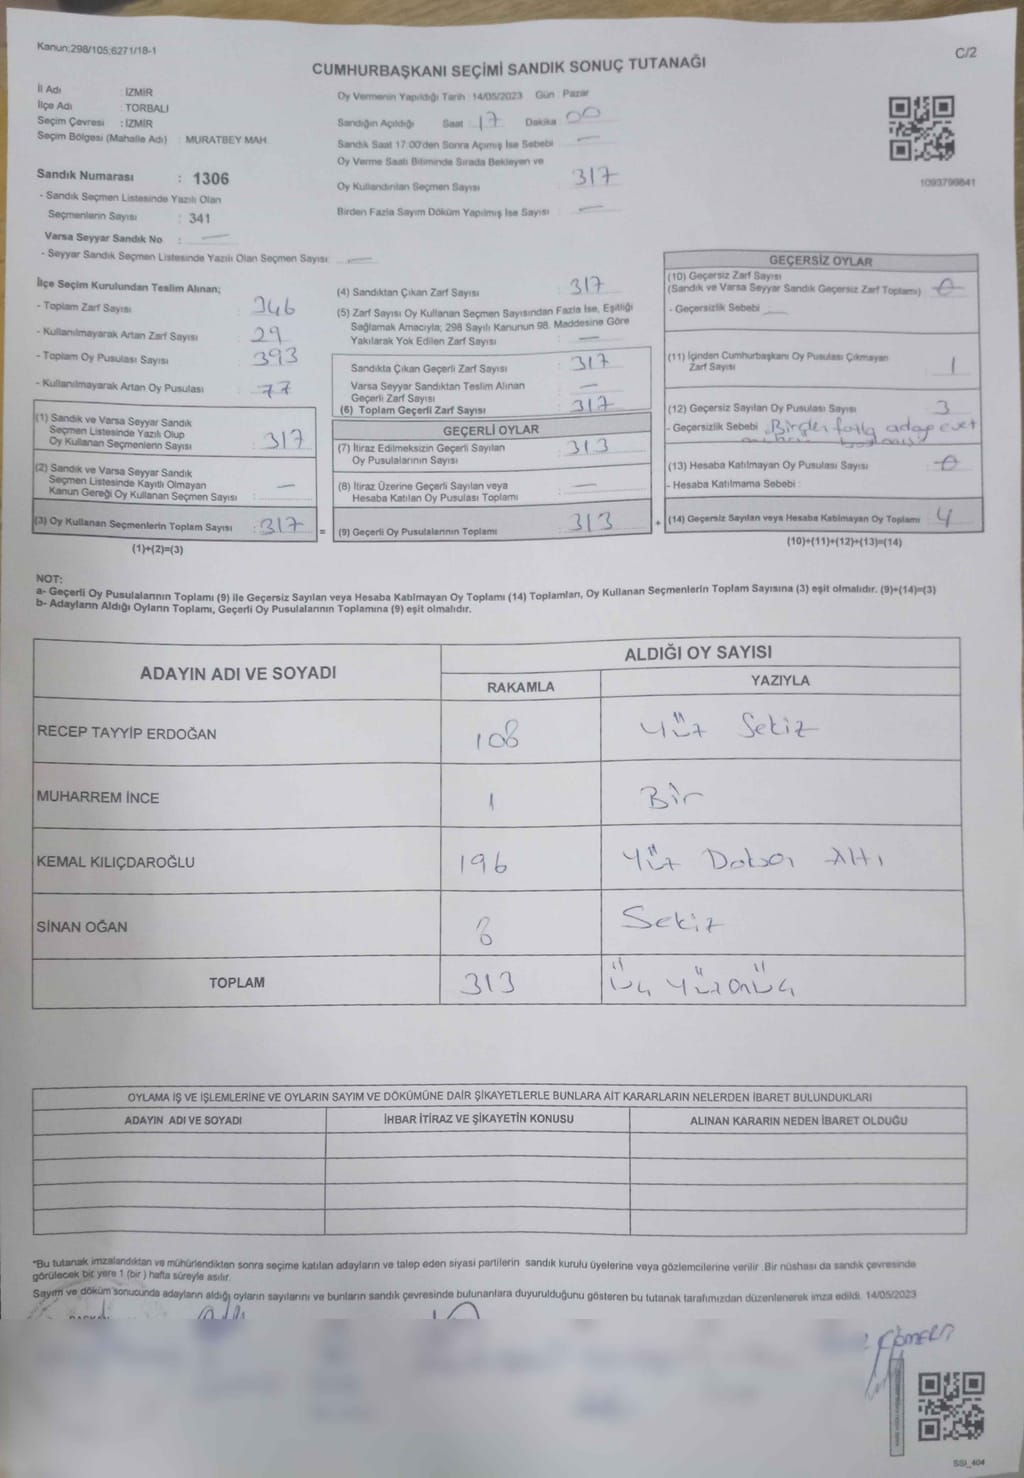 Kanun;298/105;6271/18-1
C/2
CUMHURBAŞKANI SEÇİMİ SANDIK SONUÇ TUTANAĞI
İl Adı : İZMİR
İlçe Adı : TORBALI
Seçim Çevresi : İZMİR
Seçim Bölgesi (Mahalle Adı) : MURATBEY MAH.
Sandık Numarası : 1306
- Sandık Seçmen Listesinde Yazılı Olan
Seçmenlerin Sayısı : 341
Varsa Seyyar Sandık No : —
- Seyyar Sandık Seçmen Listesinde Yazılı Olan Seçmen Sayısı: —
Oy Vermenin Yapıldığı Tarih : 14/05/2023 Gün : Pazar
Sandığın Açıldığı Saat : 17 Dakika : 00
Sandık Saat 17:00'den Sonra Açımış İse Sebebi : —
Oy Verme Saati Bitiminde Sırada Bekleyen ve
Oy Kullandırılan Seçmen Sayısı : 317
Birden Fazla Sayım Döküm Yapılmış İse Sayısı : —
1093799841
İlçe Seçim Kurulundan Teslim Alınan;
- Toplam Zarf Sayısı : 346
- Kullanılmayarak Artan Zarf Sayısı : 29
- Toplam Oy Pusulası Sayısı : 393
- Kullanılmayarak Artan Oy Pusulası : 77
(1) Sandık ve Varsa Seyyar Sandık
Seçmen Listesinde Yazılı Olup
Oy Kullanan Seçmenlerin Sayısı : 317
(2) Sandık ve Varsa Seyyar Sandık
Seçmen Listesinde Kayıtlı Olmayan
Kanun Gereği Oy Kullanan Seçmen Sayısı : —
(3) Oy Kullanan Seçmenlerin Toplam Sayısı : 317 =
(1)+(2)=(3)
(4) Sandıktan Çıkan Zarf Sayısı : 317
(5) Zarf Sayısı Oy Kullanan Seçmen Sayısından Fazla İse, Eşitliği
Sağlamak Amacıyla; 298 Sayılı Kanunun 98. Maddesine Göre
Yakılarak Yok Edilen Zarf Sayısı : —
Sandıkta Çıkan Geçerli Zarf Sayısı : 317
Varsa Seyyar Sandıktan Teslim Alınan
Geçerli Zarf Sayısı : —
(6) Toplam Geçerli Zarf Sayısı : 317
GEÇERLİ OYLAR
(7) İtiraz Edilmeksizin Geçerli Sayılan
Oy Pusulalarının Sayısı : 313
(8) İtiraz Üzerine Geçerli Sayılan veya
Hesaba Katılan Oy Pusulası Toplamı : —
(9) Geçerli Oy Pusulalarının Toplamı : 313 +
GEÇERSİZ OYLAR
(10) Geçersiz Zarf Sayısı
(Sandık ve Varsa Seyyar Sandık Geçersiz Zarf Toplamı) : 0
- Geçersizlik Sebebi : —
(11) İçinden Cumhurbaşkanı Oy Pusulası Çıkmayan
Zarf Sayısı : 1
(12) Geçersiz Sayılan Oy Pusulası Sayısı : 3
- Geçersizlik Sebebi : Birden fazla adaya evet
(13) Hesaba Katılmayan Oy Pusulası Sayısı : 0
- Hesaba Katılmama Sebebi :
(14) Geçersiz Sayılan veya Hesaba Katılmayan Oy Toplamı : 4
(10)+(11)+(12)+(13)=(14)
NOT:
a- Geçerli Oy Pusulalarının Toplamı (9) ile Geçersiz Sayılan veya Hesaba Katılmayan Oy Toplamı (14) Toplamları, Oy Kullanan Seçmenlerin Toplam Sayısına (3) eşit olmalıdır. (9)+(14)=(3)
b- Adayların Aldığı Oyların Toplamı, Geçerli Oy Pusulalarının Toplamına (9) eşit olmalıdır.
ADAYIN ADI VE SOYADI
ALDIĞI OY SAYISI
RAKAMLA YAZIYLA
RECEP TAYYİP ERDOĞAN 108 Yüz Sekiz
MUHARREM İNCE 1 Bir
KEMAL KILIÇDAROĞLU 196 Yüz Doksan Altı
SİNAN OĞAN 8 Sekiz
TOPLAM 313 Üç Yüz Onüç
OYLAMA İŞ VE İŞLEMLERİNE VE OYLARIN SAYIM VE DÖKÜMÜNE DAİR ŞİKAYETLERLE BUNLARA AİT KARARLARIN NELERDEN İBARET BULUNDUKLARI
ADAYIN ADI VE SOYADI İHBAR İTİRAZ VE ŞİKAYETİN KONUSU ALINAN KARARIN NEDEN İBARET OLDUĞU
*Bu tutanak imzalandıktan ve mühürlendikten sonra seçime katılan adayların ve talep eden siyasi partilerin sandık kurulu üyelerine veya gözlemcilerine verilir. Bir nüshası da sandık çevresinde
görülecek bir yere 1 (bir) hafta süreyle asılır.
Sayım ve döküm sonucunda adayların aldığı oyların sayılarını ve bunların sandık çevresinde bulunanlara duyurulduğunu gösteren bu tutanak tarafımızdan düzenlenerek imza edildi. 14/05/2023
SSI_404